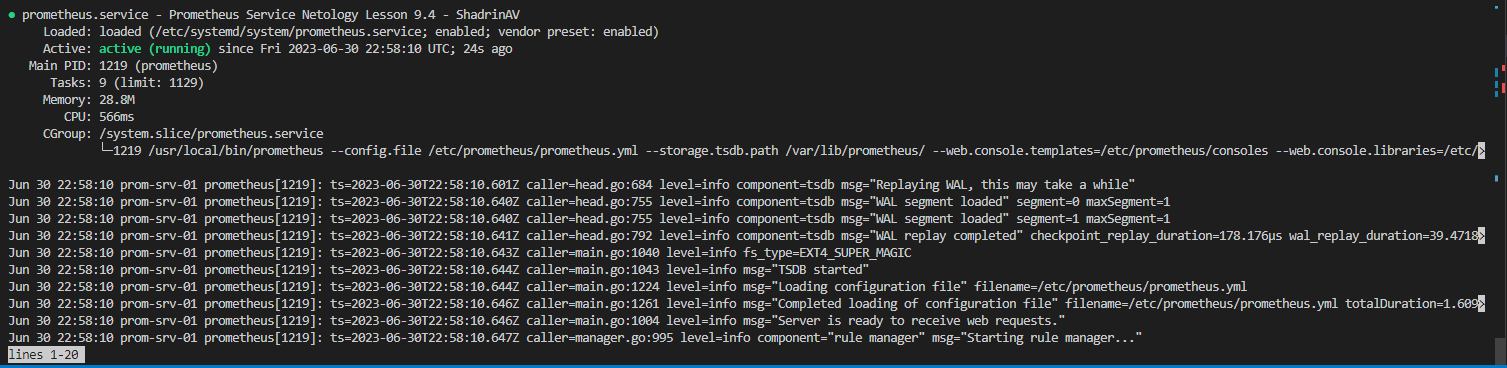 ● prometheus.service - Prometheus Service Netology Lesson 9.4 - ShadrinAV
Loaded: loaded (/etc/systemd/system/prometheus.service; enabled; vendor preset: enabled)
Active: active (running) since Fri 2023-06-30 22:58:10 UTC; 24s ago
Main PID: 1219 (prometheus)
Tasks: 9 (limit: 1129)
Memory: 28.8M
CPU: 566ms
CGroup: /system.slice/prometheus.service
└─1219 /usr/local/bin/prometheus --config.file /etc/prometheus/prometheus.yml --storage.tsdb.path /var/lib/prometheus/ --web.console.templates=/etc/prometheus/consoles --web.console.libraries=/etc/>
Jun 30 22:58:10 prom-srv-01 prometheus[1219]: ts=2023-06-30T22:58:10.601Z caller=head.go:684 level=info component=tsdb msg="Replaying WAL, this may take a while"
Jun 30 22:58:10 prom-srv-01 prometheus[1219]: ts=2023-06-30T22:58:10.640Z caller=head.go:755 level=info component=tsdb msg="WAL segment loaded" segment=0 maxSegment=1
Jun 30 22:58:10 prom-srv-01 prometheus[1219]: ts=2023-06-30T22:58:10.640Z caller=head.go:755 level=info component=tsdb msg="WAL segment loaded" segment=1 maxSegment=1
Jun 30 22:58:10 prom-srv-01 prometheus[1219]: ts=2023-06-30T22:58:10.641Z caller=head.go:792 level=info component=tsdb msg="WAL replay completed" checkpoint_replay_duration=178.176µs wal_replay_duration=39.4718>
Jun 30 22:58:10 prom-srv-01 prometheus[1219]: ts=2023-06-30T22:58:10.643Z caller=main.go:1040 level=info fs_type=EXT4_SUPER_MAGIC
Jun 30 22:58:10 prom-srv-01 prometheus[1219]: ts=2023-06-30T22:58:10.644Z caller=main.go:1043 level=info msg="TSDB started"
Jun 30 22:58:10 prom-srv-01 prometheus[1219]: ts=2023-06-30T22:58:10.644Z caller=main.go:1224 level=info msg="Loading configuration file" filename=/etc/prometheus/prometheus.yml
Jun 30 22:58:10 prom-srv-01 prometheus[1219]: ts=2023-06-30T22:58:10.646Z caller=main.go:1261 level=info msg="Completed loading of configuration file" filename=/etc/prometheus/prometheus.yml totalDuration=1.609>
Jun 30 22:58:10 prom-srv-01 prometheus[1219]: ts=2023-06-30T22:58:10.646Z caller=main.go:1004 level=info msg="Server is ready to receive web requests."
Jun 30 22:58:10 prom-srv-01 prometheus[1219]: ts=2023-06-30T22:58:10.647Z caller=manager.go:995 level=info component="rule manager" msg="Starting rule manager..."
lines 1-20